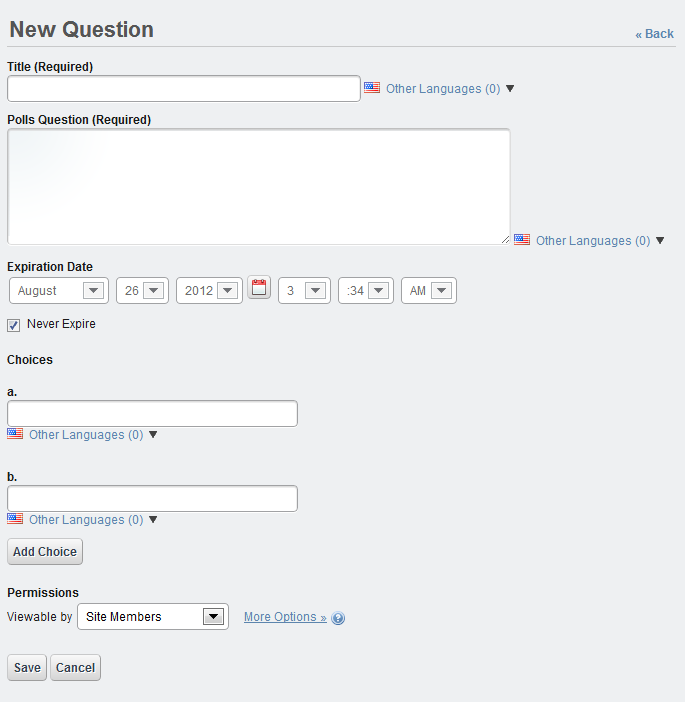 New Question
« Back
Title (Required)
Other Languages (0)
Polls Question (Required)
Other Languages (0)
Expiration Date
August 26 2012 3 :34 AM
Never Expire
Choices
a.
Other Languages (0)
b.
Other Languages (0)
Add Choice
Permissions
Viewable by Site Members More Options » ?
Save Cancel